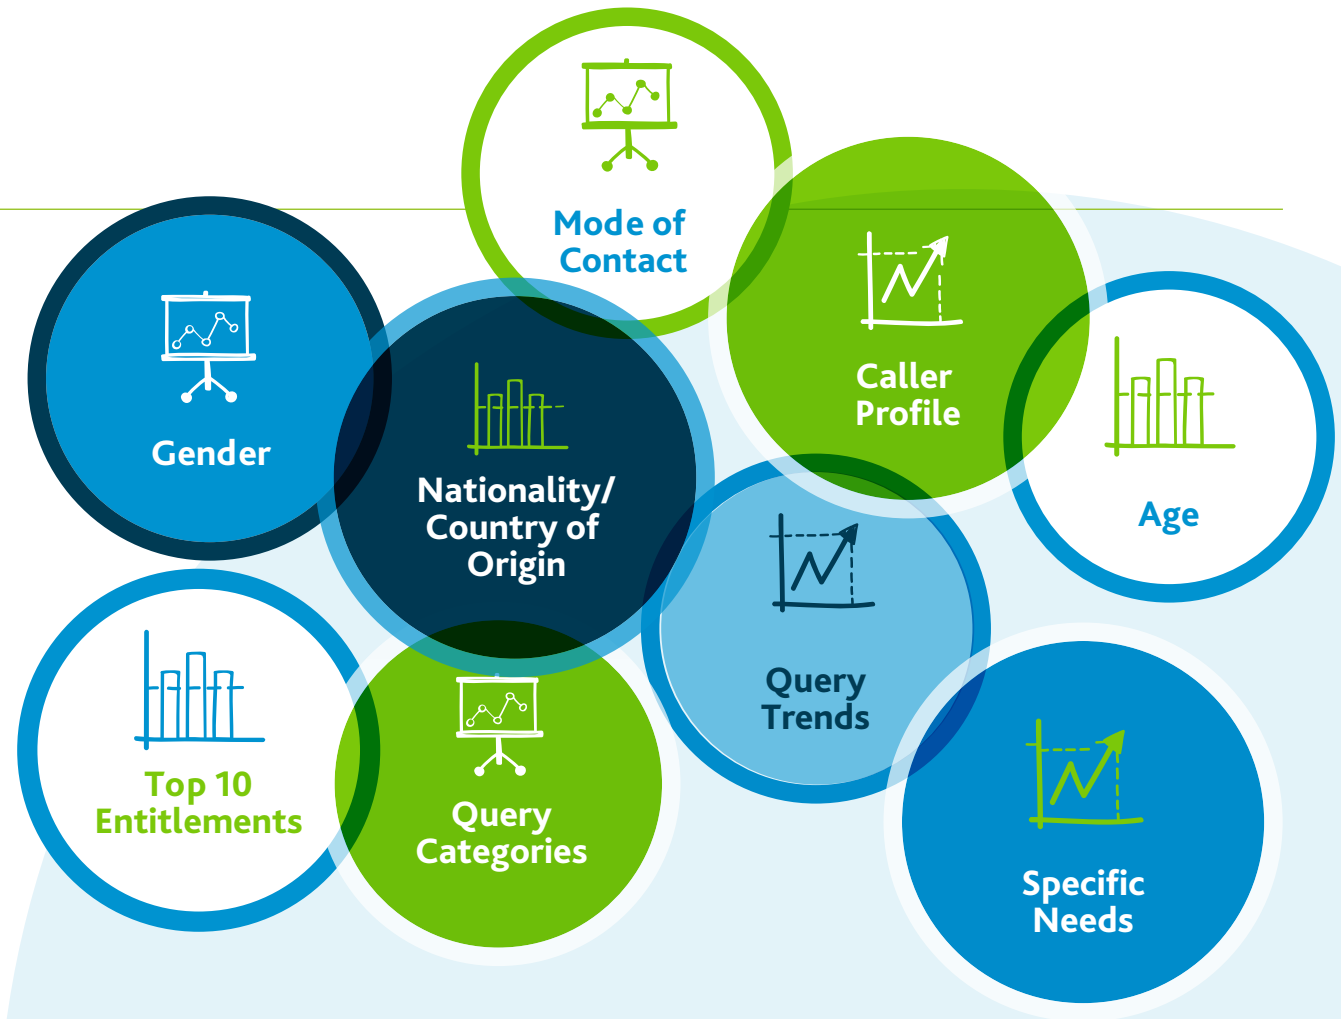 Mode of
Contact
Caller
Profile
Gender
Nationality/
Country of
Origin
Age
Query
Trends
Top 10
Entitlements
Query
Categories
Specific
Needs